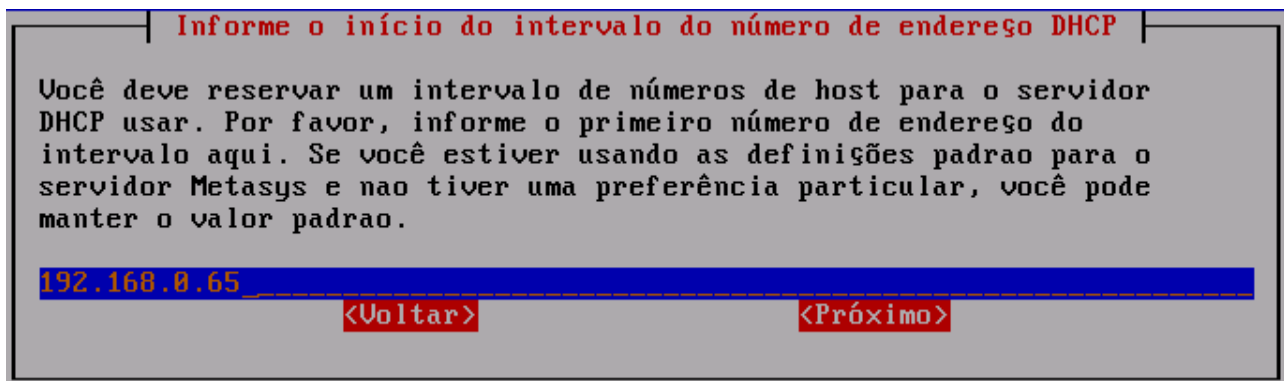 Informe o início do intervalo do número de endereço DHCP
Você deve reservar um intervalo de números de host para o servidor
DHCP usar. Por favor, informe o primeiro número de endereço do
intervalo aqui. Se você estiver usando as definições padrao para o
servidor Metasys e nao tiver uma preferência particular, você pode
manter o valor padrao.
192.168.0.65
<Voltar> <Próximo>